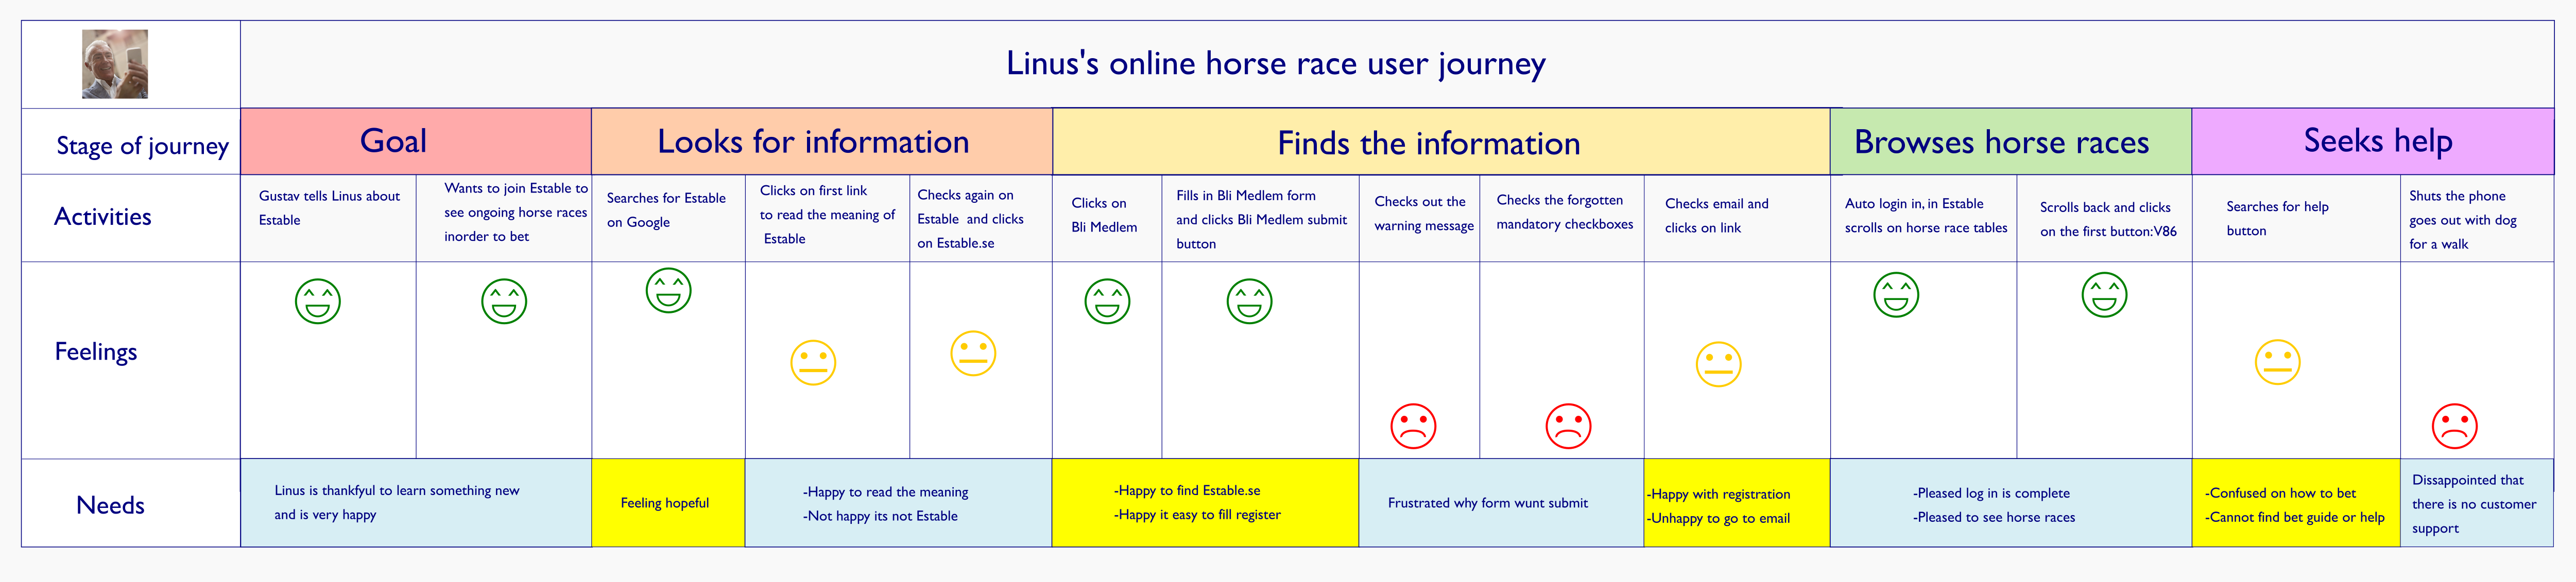 Linus's online horse race user journey
Stage of journey
Goal
Looks for information
Finds the information
Browses horse races
Seeks help
Activities
Gustav tells Linus about
Estable
Wants to join Estable to
see ongoing horse races
inorder to bet
Searches for Estable
on Google
Clicks on first link
to read the meaning of
Estable
Checks again on
Estable and clicks
on Estable.se
Clicks on
Bli Medlem
Fills in Bli Medlem form
and clicks Bli Medlem submit
button
Checks out the
warning message
Checks the forgotten
mandatory checkboxes
Checks email and
clicks on link
Auto login in, in Estable
scrolls on horse race tables
Scrolls back and clicks
on the first button:V86
Searches for help
button
Shuts the phone
goes out with dog
for a walk
Feelings
Needs
Linus is thankfyul to learn something new
and is very happy
Feeling hopeful
-Happy to read the meaning
-Not happy its not Estable
-Happy to find Estable.se
-Happy it easy to fill register
Frustrated why form wunt submit
-Happy with registration
-Unhappy to go to email
-Pleased log in is complete
-Pleased to see horse races
-Confused on how to bet
-Cannot find bet guide or help
Dissappointed that
there is no customer
support